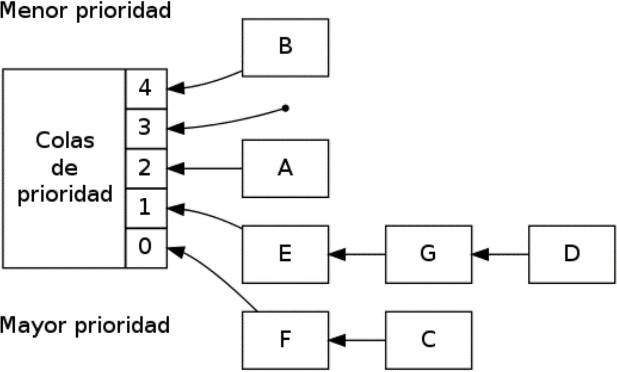 Menor prioridad
B
4
3
Colas
de
prioridad
2
A
1
E
G
D
0
Mayor prioridad
F
C